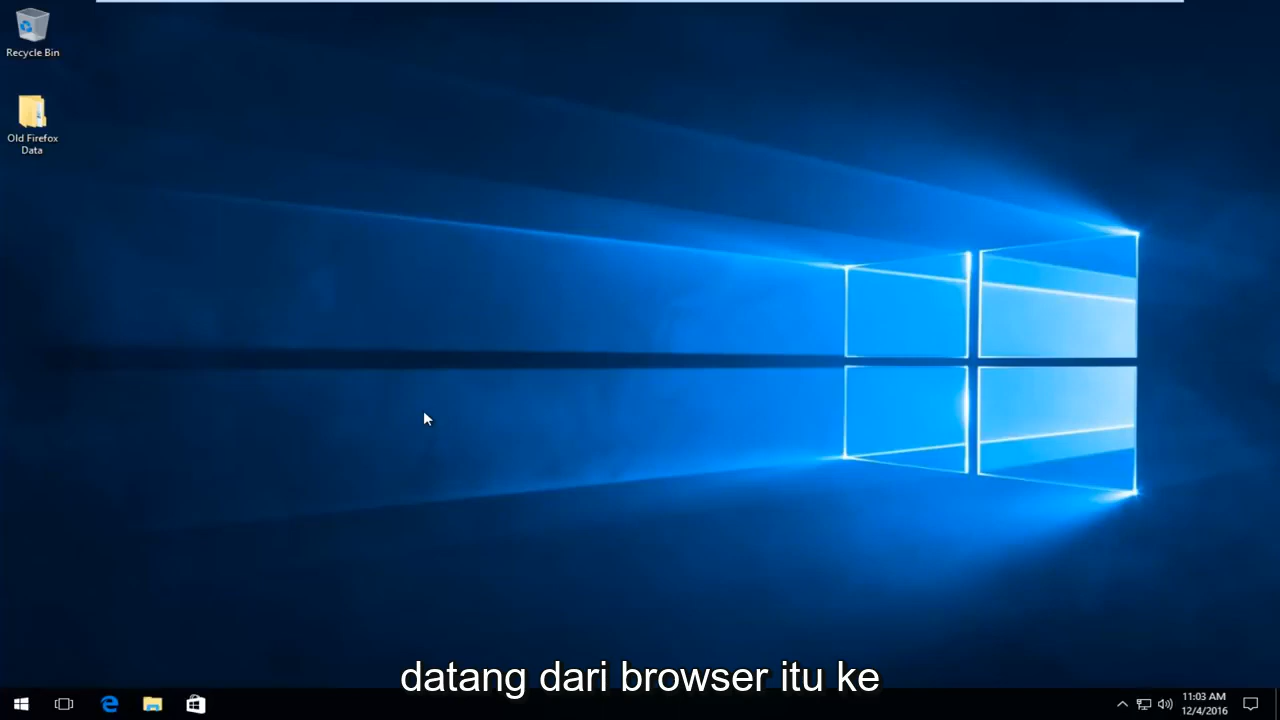 Recycle Bin
Old Firefox
Data
datang dari browser itu ke
11:03 AM
12/4/2016